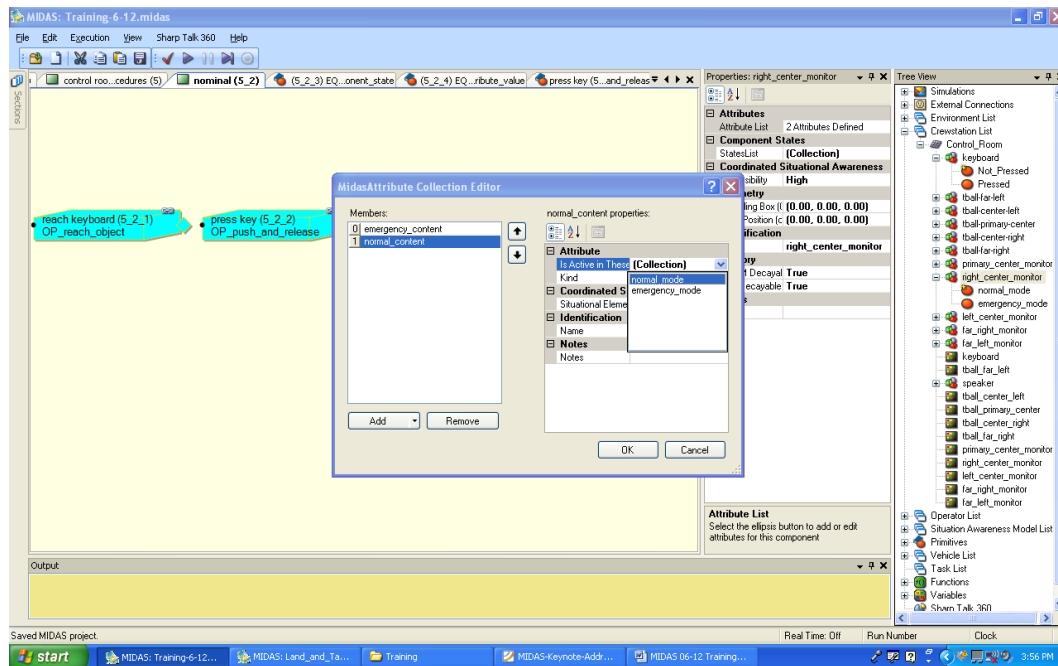 MIDAS: Training-6-12.midas
File Edit Execution View Sharp Talk 360 Help
Sections
control roo...cedures (5)
nominal (5_2)
(5_2_3) EQ...onent_state
(5_2_4) EQ...ribute_value
press key (5...and_releas
reach keyboard (5_2_1)
OP_reach_object
press key (5_2_2)
OP_push_and_release
MidasAttribute Collection Editor
Members:
0 emergency_content
1 normal_content
Add
Remove
normal_content properties:
Attribute
Is Active in These (Collection)
normal_mode
emergency_mode
Kind
Coordinated S
Situational Eleme
Identification
Name
Notes
Notes
OK
Cancel
Properties: right_center_monitor
Attributes
Attribute List 2 Attributes Defined
Component States
StatesList (Collection)
Coordinated Situational Awareness
sibility High
metry
ing Box (( (0.00, 0.00, 0.00)
Position (c (0.00, 0.00, 0.00)
ification
right_center_monitor
ory
M Decayal True
ecayable True
s
Attribute List
Select the ellipsis button to add or edit
attributes for this component
Tree View
Simulations
External Connections
Environment List
Crewstation List
Control_Room
keyboard
Not_Pressed
Pressed
tball-far-left
tball-center-left
tball-primary-center
tball-center-right
tball-far-right
primary_center_monitor
right_center_monitor
normal_mode
emergency_mode
left_center_monitor
far_right_monitor
far_left_monitor
keyboard
tball_far_left
speaker
tball_center_left
tball_primary_center
tball_center_right
tball_far_right
primary_center_monitor
right_center_monitor
left_center_monitor
far_right_monitor
far_left_monitor
Operator List
Situation Awareness Model List
Primitives
Vehicle List
Task List
Functions
Variables
Sharp Talk 360
Output
Saved MIDAS project.
Real Time: Off
Run Number
Clock
start
MIDAS: Training-6-12...
MIDAS: Land_and_Ta...
Training
MIDAS-Keynote-Addr...
MIDAS 06-12 Training...
3:56 PM